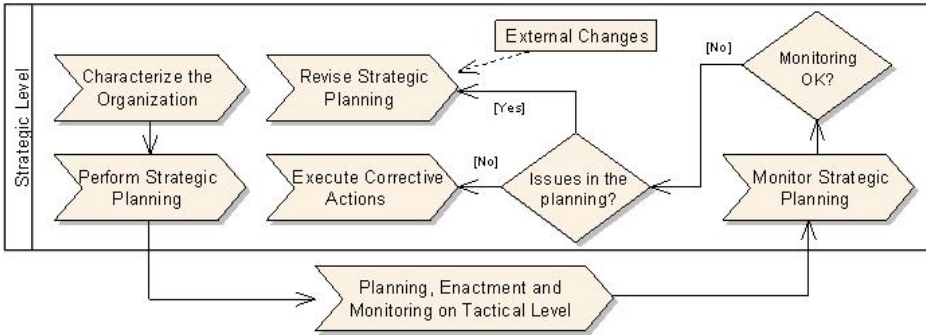 Strategic Level
Characterize the
Organization
Perform Strategic
Planning
Revise Strategic
Planning
Execute Corrective
Actions
External Changes
[Yes]
[No]
Issues in the
planning?
[No]
Monitoring
OK?
Monitor Strategic
Planning
Planning, Enactment and
Monitoring on Tactical Level